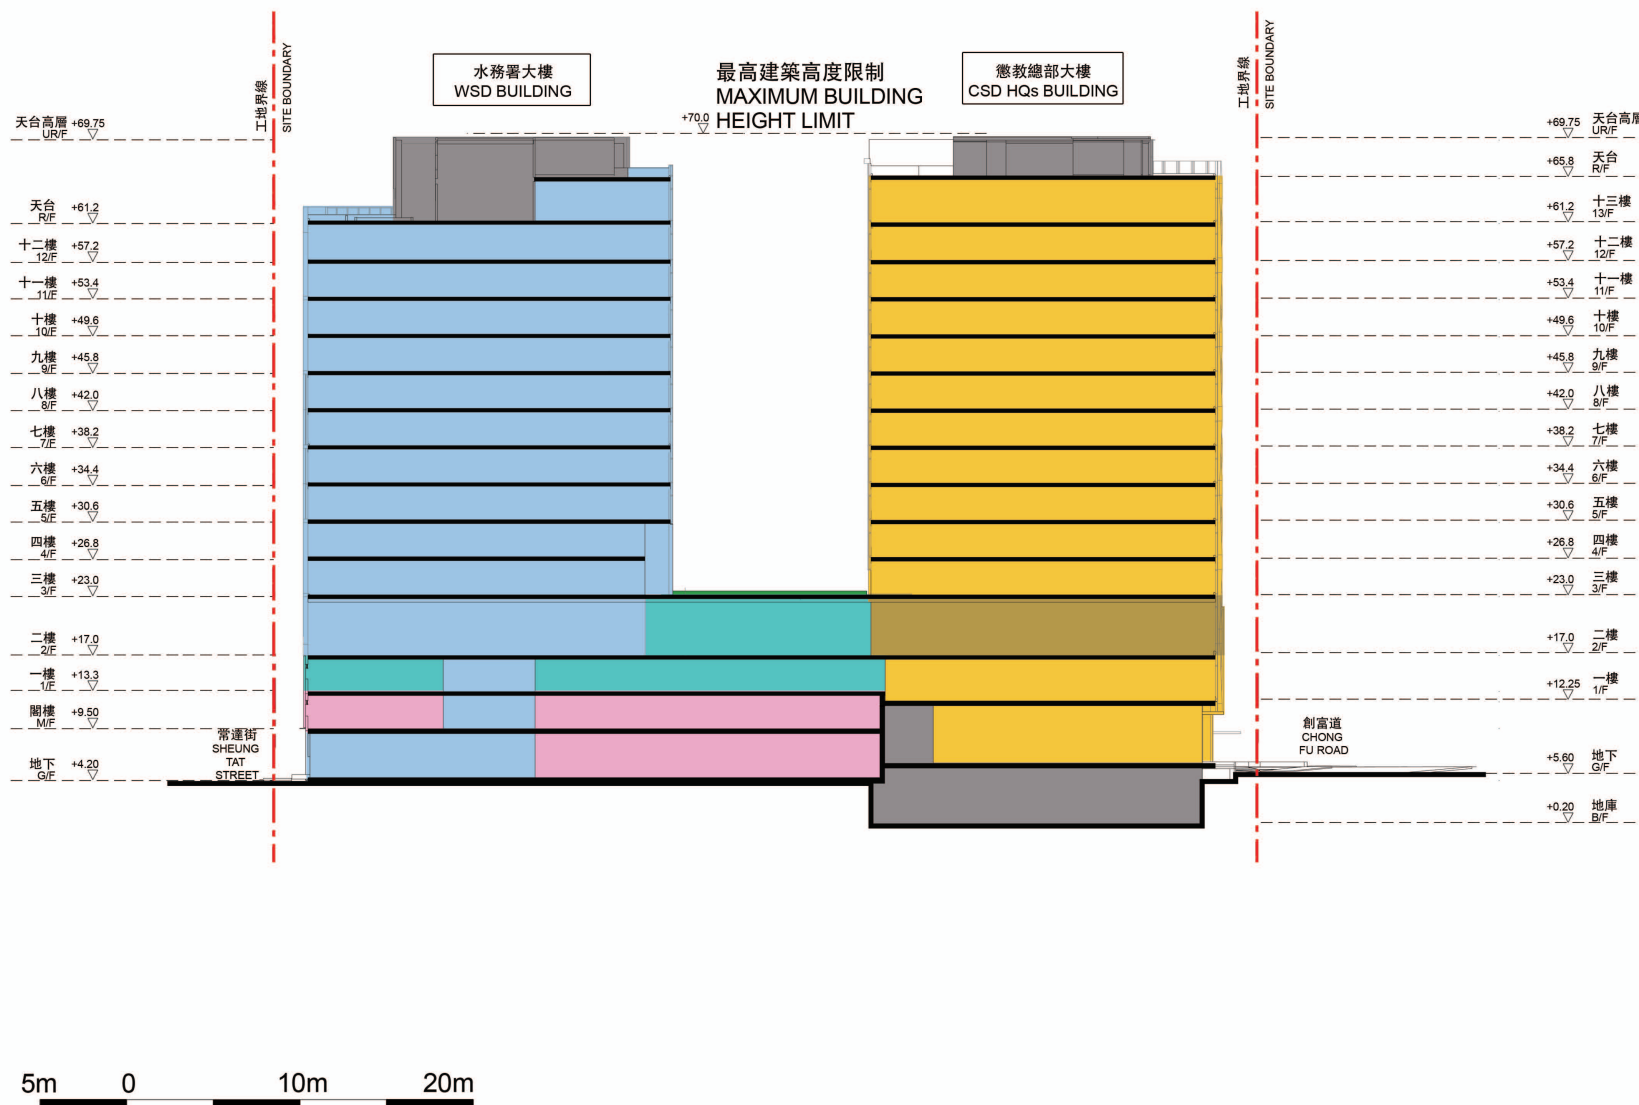 工地界線
SITE BOUNDARY
水務署大樓
WSD BUILDING
最高建築高度限制
MAXIMUM BUILDING
HEIGHT LIMIT
+70.0
懲教總部大樓
CSD HQs BUILDING
工地界線
SITE BOUNDARY
天台高層 +69.75
UR/F
天台 +61.2
R/F
十二樓 +57.2
12/F
十一樓 +53.4
11/F
十樓 +49.6
10/F
九樓 +45.8
9/F
八樓 +42.0
8/F
七樓 +38.2
7/F
六樓 +34.4
6/F
五樓 +30.6
5/F
四樓 +26.8
4/F
三樓 +23.0
3/F
二樓 +17.0
2/F
一樓 +13.3
1/F
閣樓 +9.50
M/F
地下 +4.20
G/F
常達街
SHEUNG
TAT
STREET
+69.75 天台高層
UR/F
+65.8 天台
R/F
+61.2 十三樓
13/F
+57.2 十二樓
12/F
+53.4 十一樓
11/F
+49.6 十樓
10/F
+45.8 九樓
9/F
+42.0 八樓
8/F
+38.2 七樓
7/F
+34.4 六樓
6/F
+30.6 五樓
5/F
+26.8 四樓
4/F
+23.0 三樓
3/F
+17.0 二樓
2/F
+12.25 一樓
1/F
創富道
CHONG
FU ROAD
+5.60 地下
G/F
+0.20 地庫
B/F
5m 0 10m 20m